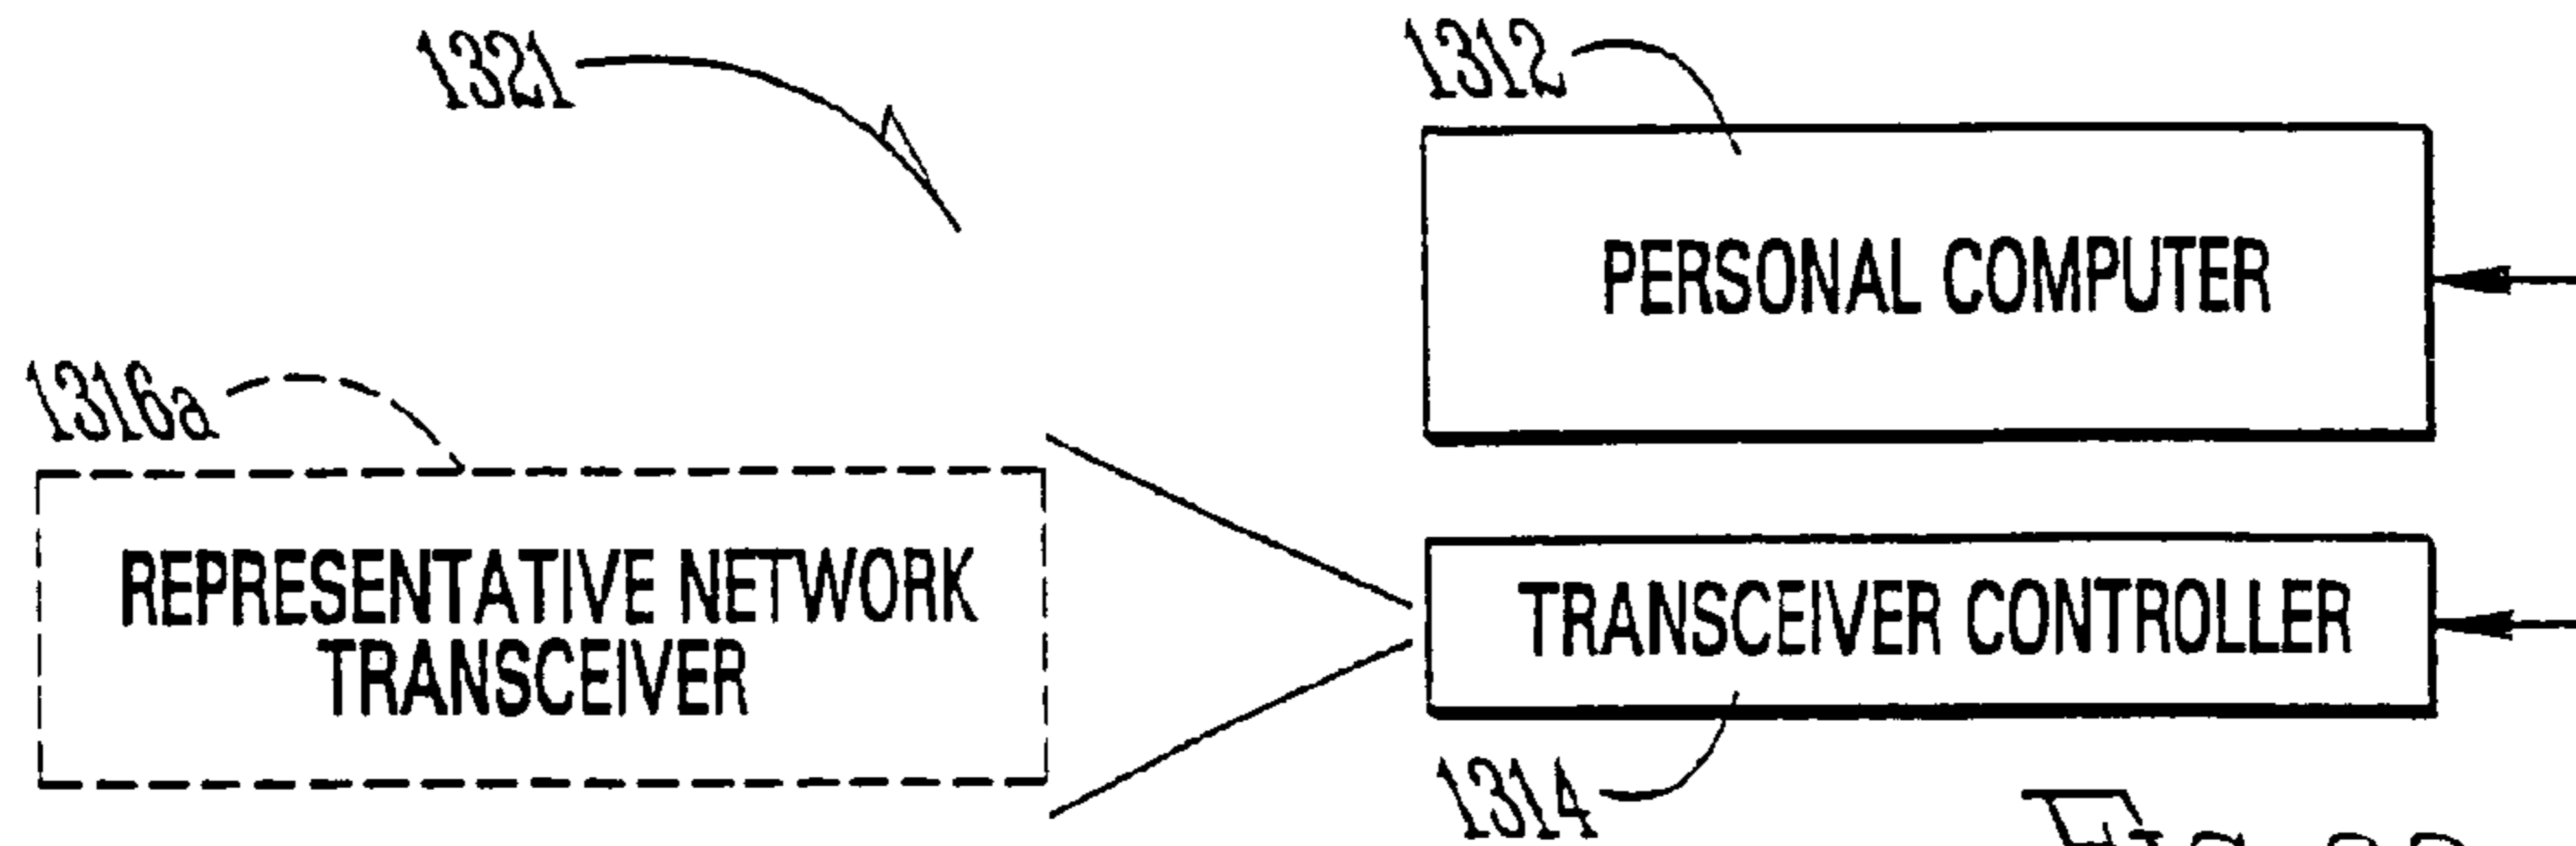 1321
1312
PERSONAL COMPUTER
1316a
REPRESENTATIVE NETWORK
TRANSCEIVER
TRANSCEIVER CONTROLLER
1314